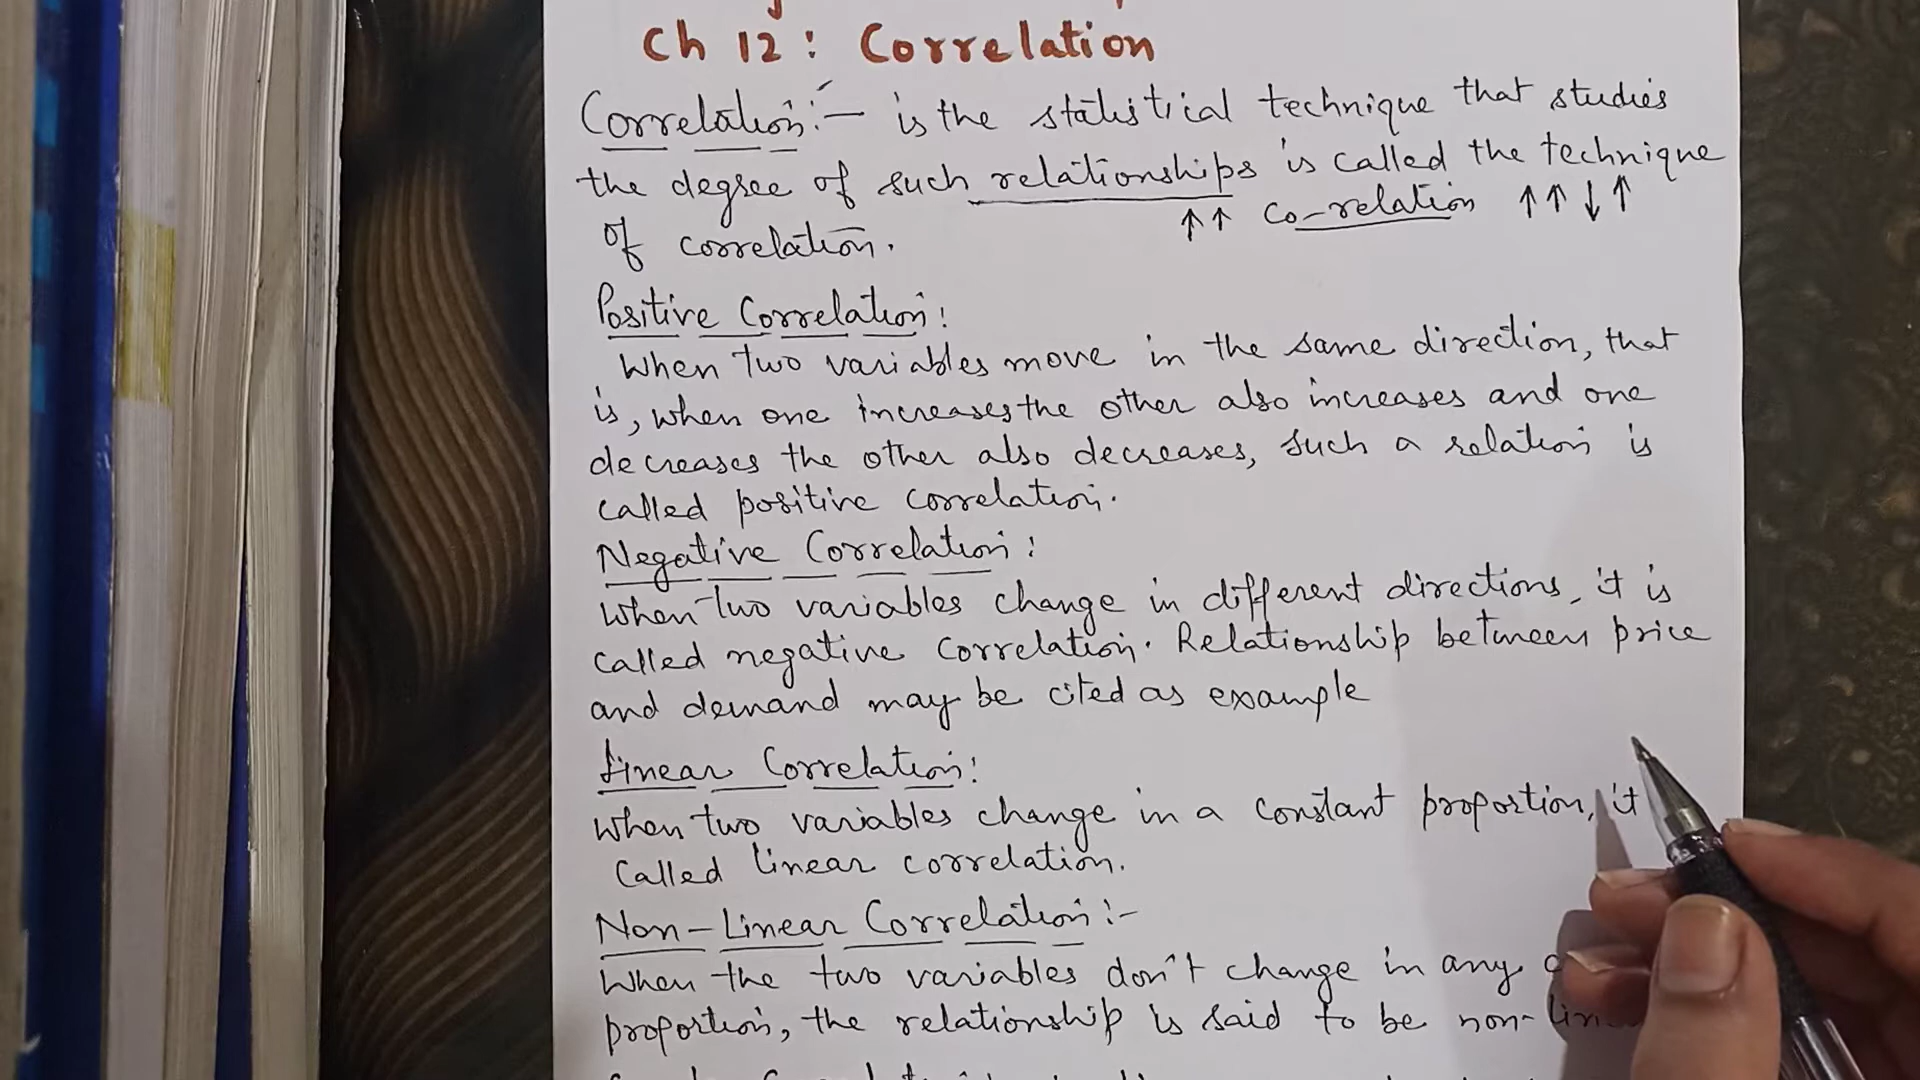 Ch 12: Correlation
Correlation:- is the statistical technique that studies
the degree of such relationships is called the technique
of correlation. ↑↑ Co-relation ↑↑↓↑
Positive Correlation:
When two variables move in the same direction, that
is, when one increases the other also increases and one
decreases the other also decreases, such a relation is
called positive correlation.
Negative Correlation:
When two variables change in different directions, it is
called negative correlation. Relationship between price
and demand may be cited as example
Linear Correlation:
When two variables change in a constant proportion, it
Called linear correlation.
Non-Linear Correlation:-
When the two variables don't change in any
proportion, the relationship is said to be non-lin